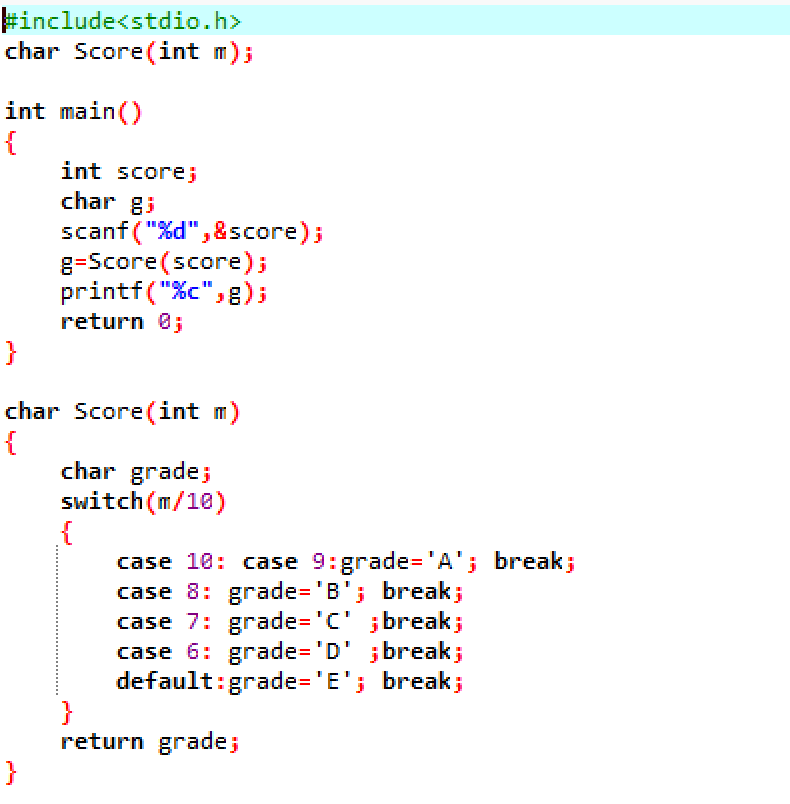 #include<stdio.h>
char Score(int m);
int main()
{
int score;
char g;
scanf("%d",&score);
g=Score(score);
printf("%c",g);
return 0;
}
char Score(int m)
{
char grade;
switch(m/10)
{
case 10: case 9:grade='A'; break;
case 8: grade='B'; break;
case 7: grade='C' ;break;
case 6: grade='D' ;break;
default:grade='E'; break;
}
return grade;
}